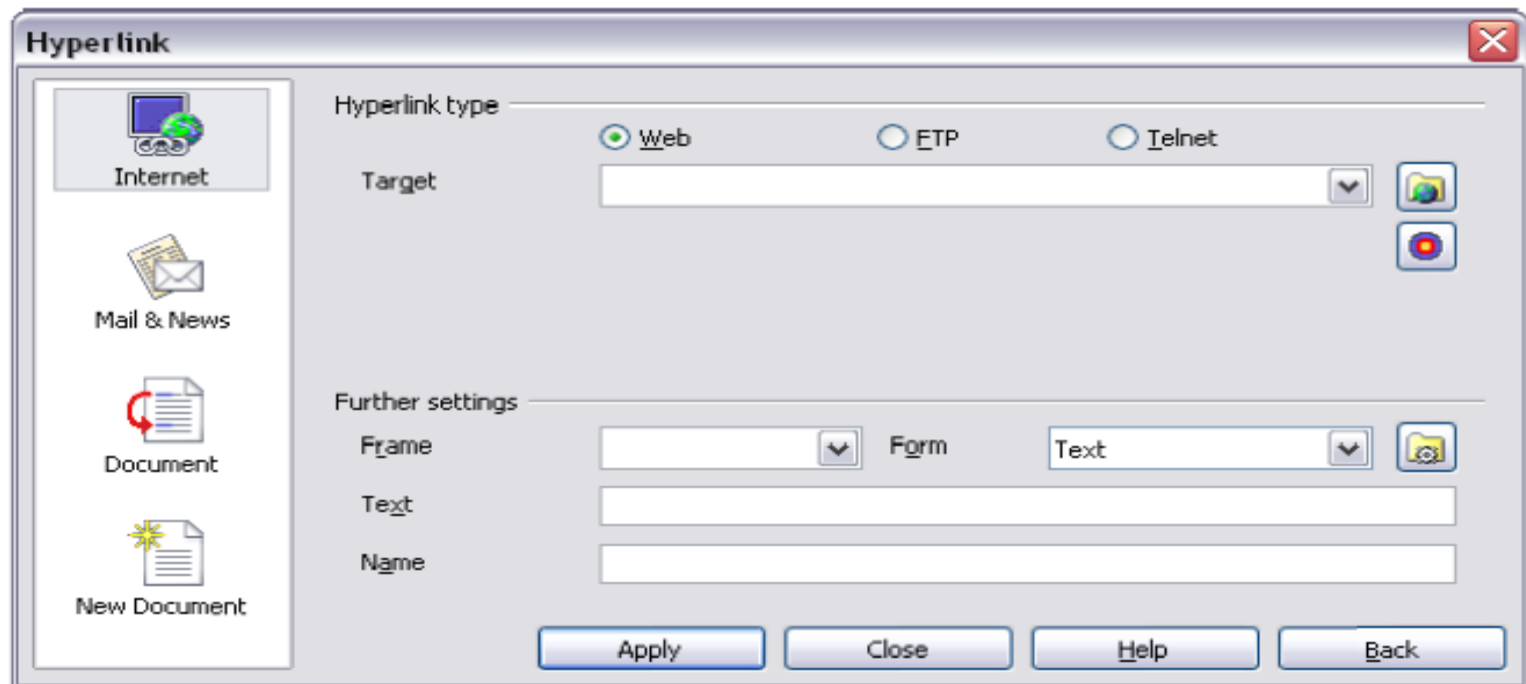 Hyperlink
Internet
Mail & News
Document
New Document
Hyperlink type
Web FTP Telnet
Target
Further settings
Frame Form Text
Text
Name
Apply Close Help Back